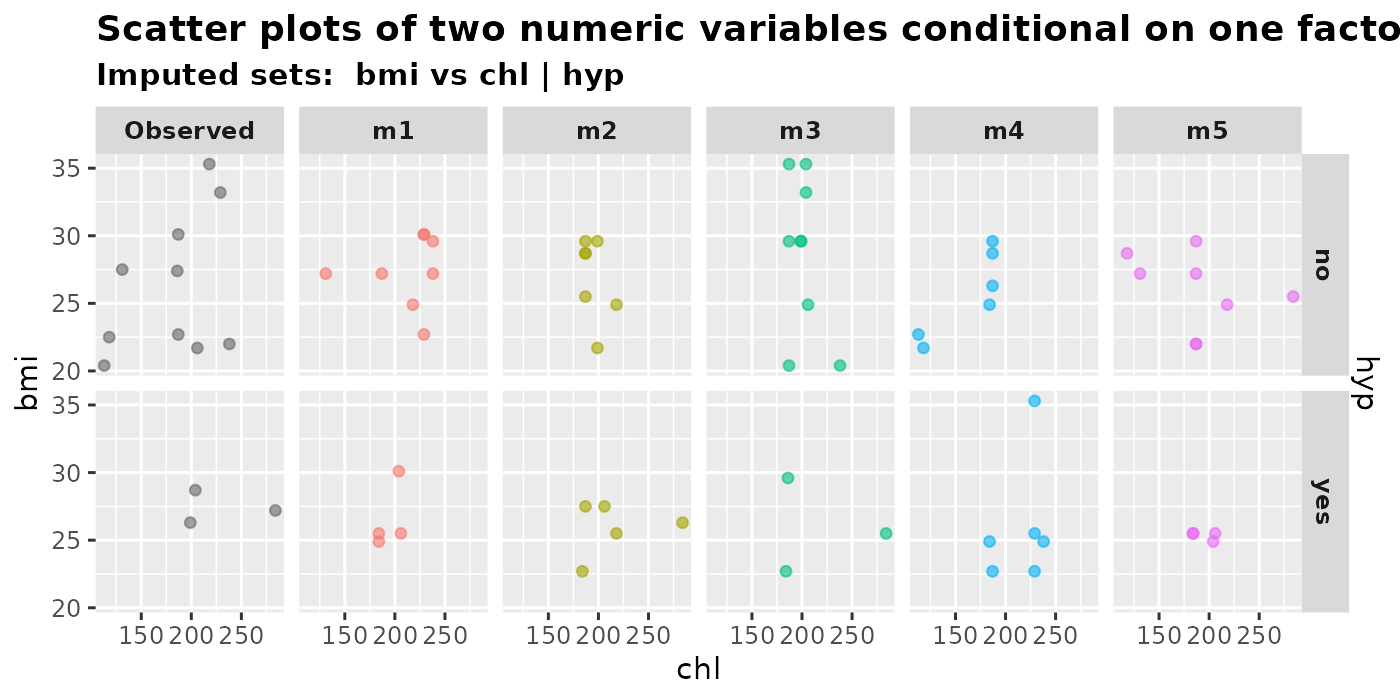 Scatter plots of two numeric variables conditional on one facto
Imputed sets:  bmi vs chl | hyp
Observed m1 m2 m3 m4 m5
35
30
25
20
no
bmi
hyp
35
30
25
20
yes
150 200 250 150 200 250 150 200 250 150 200 250 150 200 250 150 200 250
chl